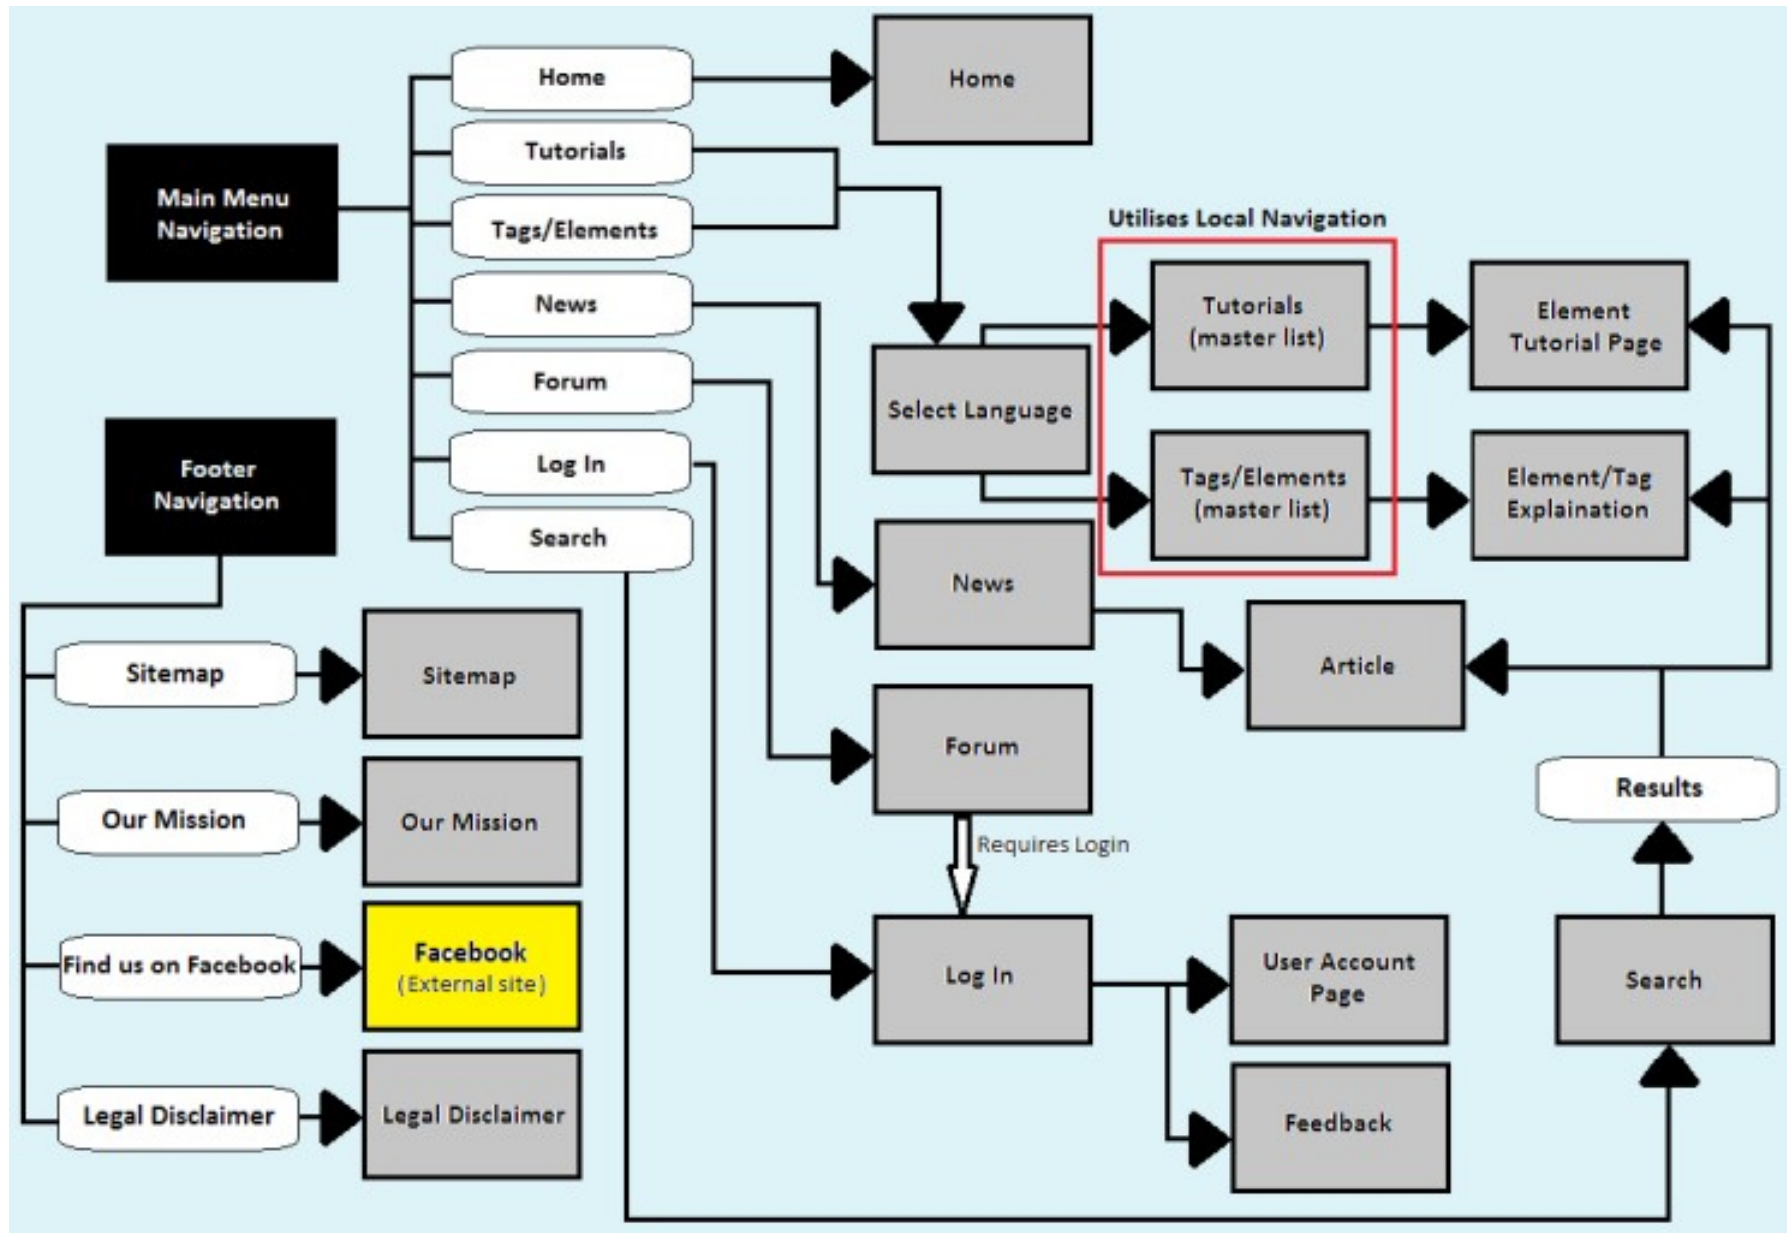 Home
Home
Tutorials
Main Menu
Navigation
Tags/Elements
Utilises Local Navigation
News
Tutorials
(master list)
Element
Tutorial Page
Forum
Select Language
Footer
Navigation
Log In
Tags/Elements
(master list)
Element/Tag
Explaination
Search
News
Sitemap
Sitemap
Article
Forum
Results
Our Mission
Our Mission
Requires Login
Find us on Facebook
Facebook
(External site)
Log In
User Account
Page
Search
Legal Disclaimer
Legal Disclaimer
Feedback